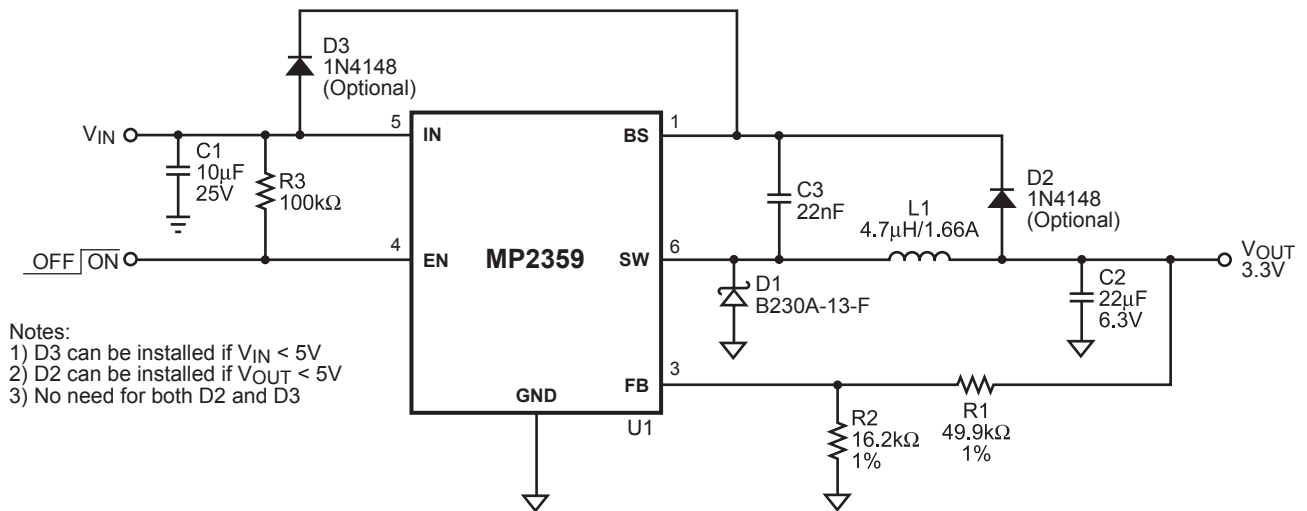 D3
1N4148
(Optional)
VIN
5
IN
BS
1
C1
10µF
25V
R3
100kΩ
C3
22nF
D2
1N4148
(Optional)
L1
4.7µH/1.66A
OFF ON
4
EN
MP2359
SW
6
VOUT
3.3V
D1
B230A-13-F
C2
22µF
6.3V
Notes:
1) D3 can be installed if VIN < 5V
2) D2 can be installed if VOUT < 5V
3) No need for both D2 and D3
FB
3
GND
U1
R2
16.2kΩ
1%
R1
49.9kΩ
1%